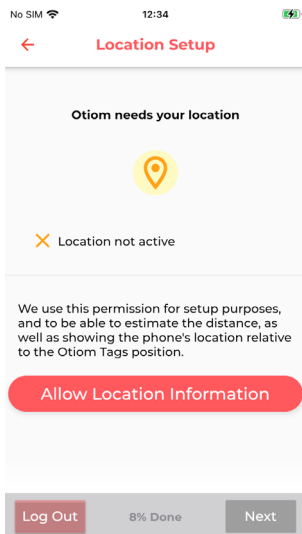 No SIM 12:34
Location Setup
Otiom needs your location
Location not active
We use this permission for setup purposes,
and to be able to estimate the distance, as
well as showing the phone's location relative
to the Otiom Tags position.
Allow Location Information
Log Out 8% Done Next